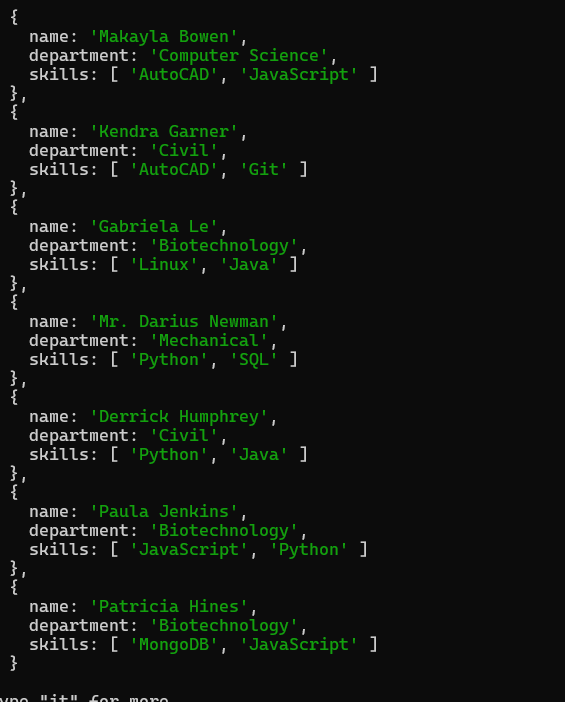 {
  name: 'Makayla Bowen',
  department: 'Computer Science',
  skills: [ 'AutoCAD', 'JavaScript' ]
},
{
  name: 'Kendra Garner',
  department: 'Civil',
  skills: [ 'AutoCAD', 'Git' ]
},
{
  name: 'Gabriela Le',
  department: 'Biotechnology',
  skills: [ 'Linux', 'Java' ]
},
{
  name: 'Mr. Darius Newman',
  department: 'Mechanical',
  skills: [ 'Python', 'SQL' ]
},
{
  name: 'Derrick Humphrey',
  department: 'Civil',
  skills: [ 'Python', 'Java' ]
},
{
  name: 'Paula Jenkins',
  department: 'Biotechnology',
  skills: [ 'JavaScript', 'Python' ]
},
{
  name: 'Patricia Hines',
  department: 'Biotechnology',
  skills: [ 'MongoDB', 'JavaScript' ]
}
ype "it" for more